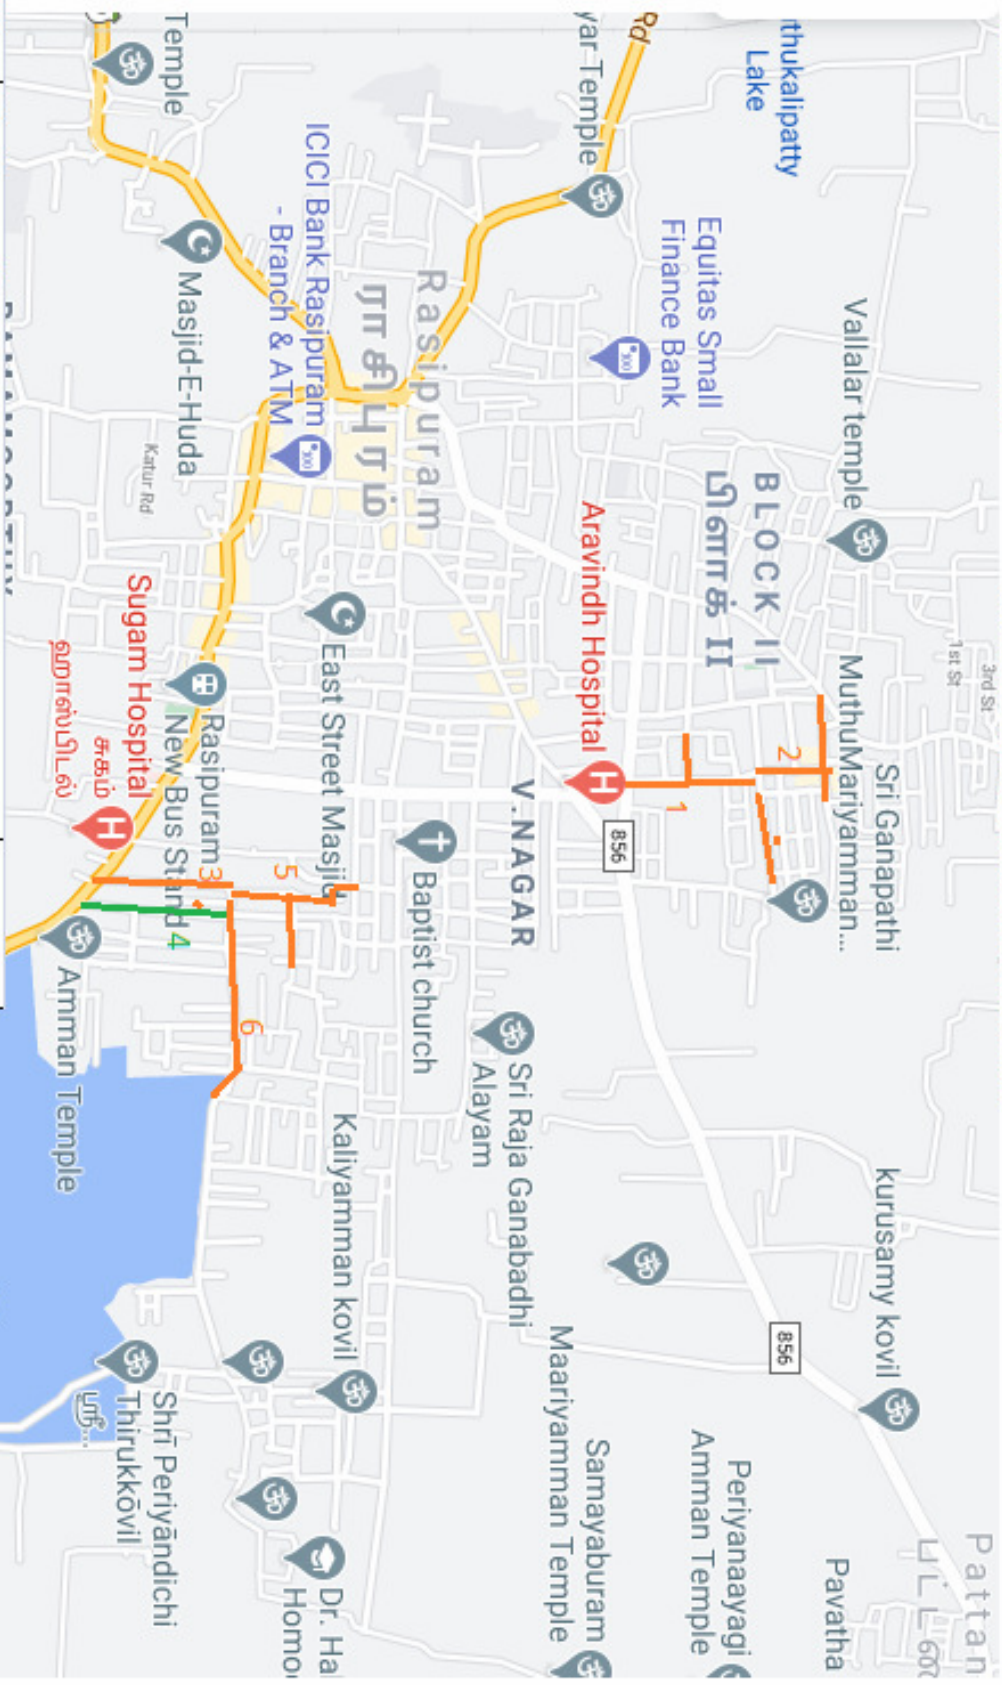 Temple
Rd
yar Temple
ithukalipatty
Lake
ICICI Bank Rasipuram
- Branch & ATM
Masjid-E-Huda
Rasipuram
ராசிபுரம்
Equitas Small
Finance Bank
Vallalar temple
Katur Rd
BLOCK II
பிளாக் II
1st St
3rd St
Aravindh Hospital
Sugam Hospital
சுகம்
ஹாஸ்பிடல்
East Street Masjid
Rasipuram
New Bus Stand
MuthuMariyamman...
Sri Ganapathi
V.NAGAR
856
Baptist church
1
2
3
4
5
6
Amman Temple
Sri Raja Ganabadhi
Alayam
Kaliyamman kovil
kurusamy kovil
856
Maariyamman Temple
Samayaburam
Periyanaayagi
Amman Temple
Shri Periyāndichi
Thirukkōvil
ஸ்ரீ...
Dr. Ha
Homo
Pavatha
Pattan